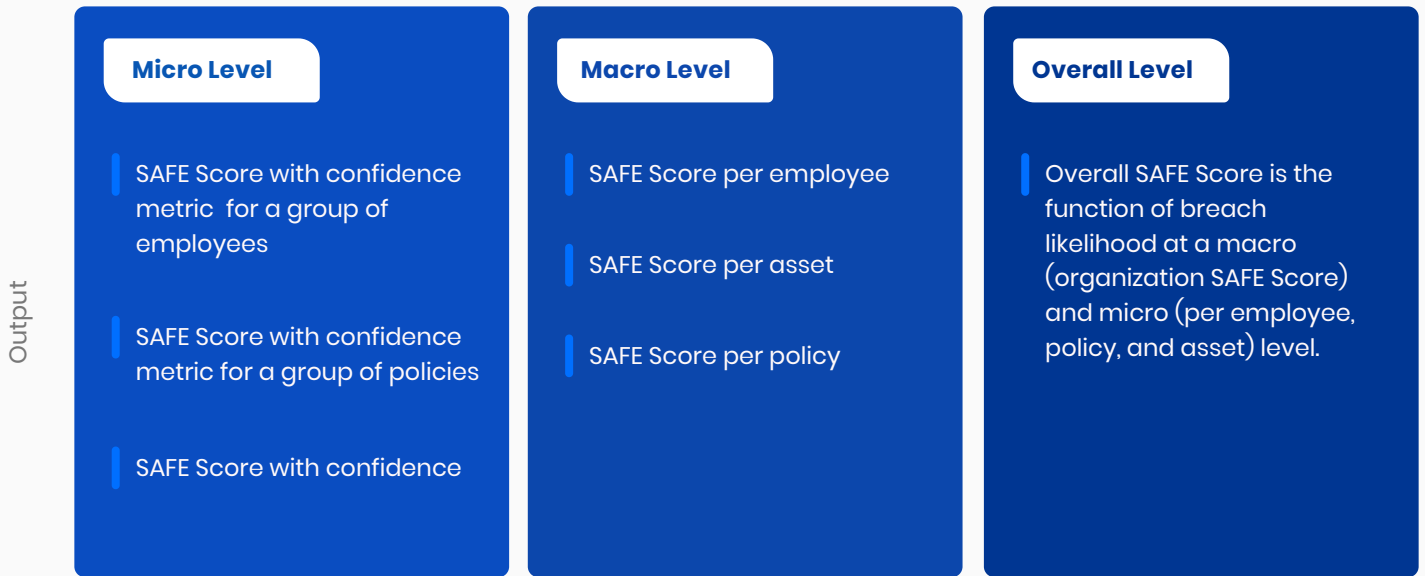 Output
Micro Level
SAFE Score with confidence
metric for a group of
employees
SAFE Score with confidence
metric for a group of policies
SAFE Score with confidence
Macro Level
SAFE Score per employee
SAFE Score per asset
SAFE Score per policy
Overall Level
Overall SAFE Score is the
function of breach
likelihood at a macro
(organization SAFE Score)
and micro (per employee,
policy, and asset) level.